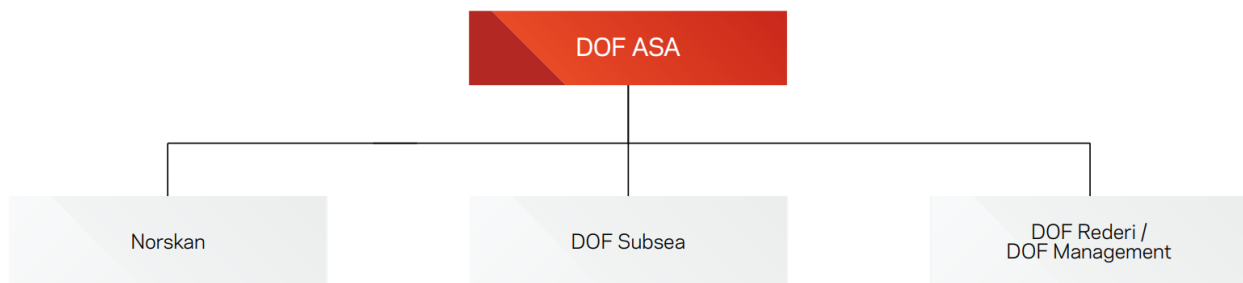 DOF ASA
Norskan
DOF Subsea
DOF Rederi /
DOF Management